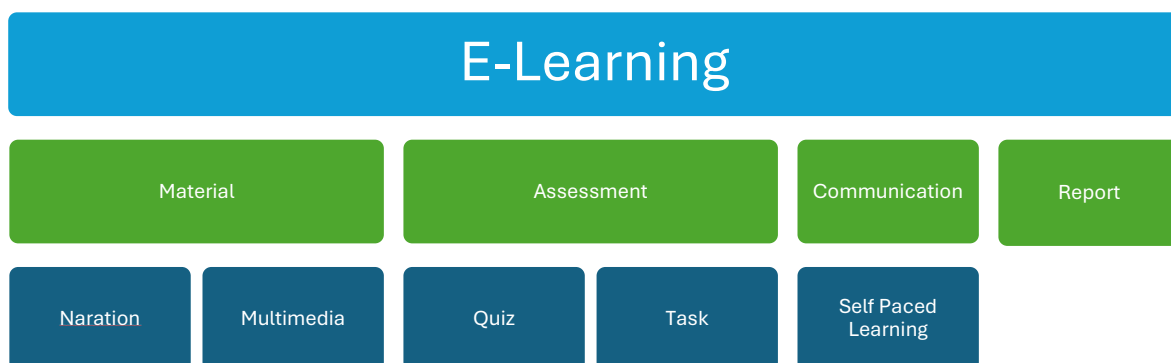 E-Learning
Material
Assessment
Communication
Report
Naration
Multimedia
Quiz
Task
Self Paced
Learning